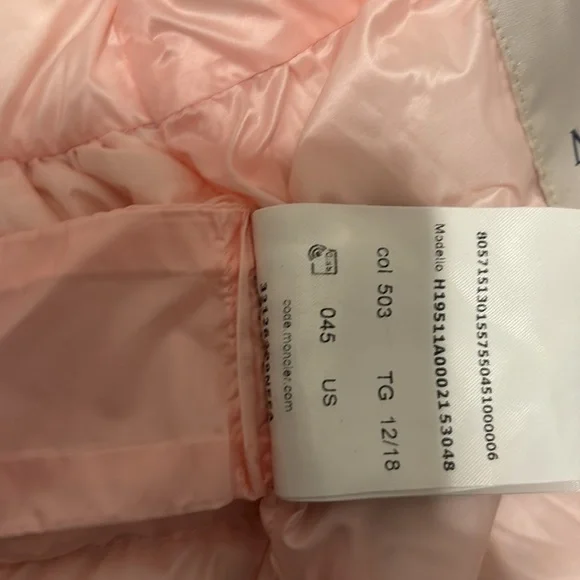 8057151301557550451000006
Modello H19511A00021 53048
col 503 TG 12/18
045 US
code.moncler.com